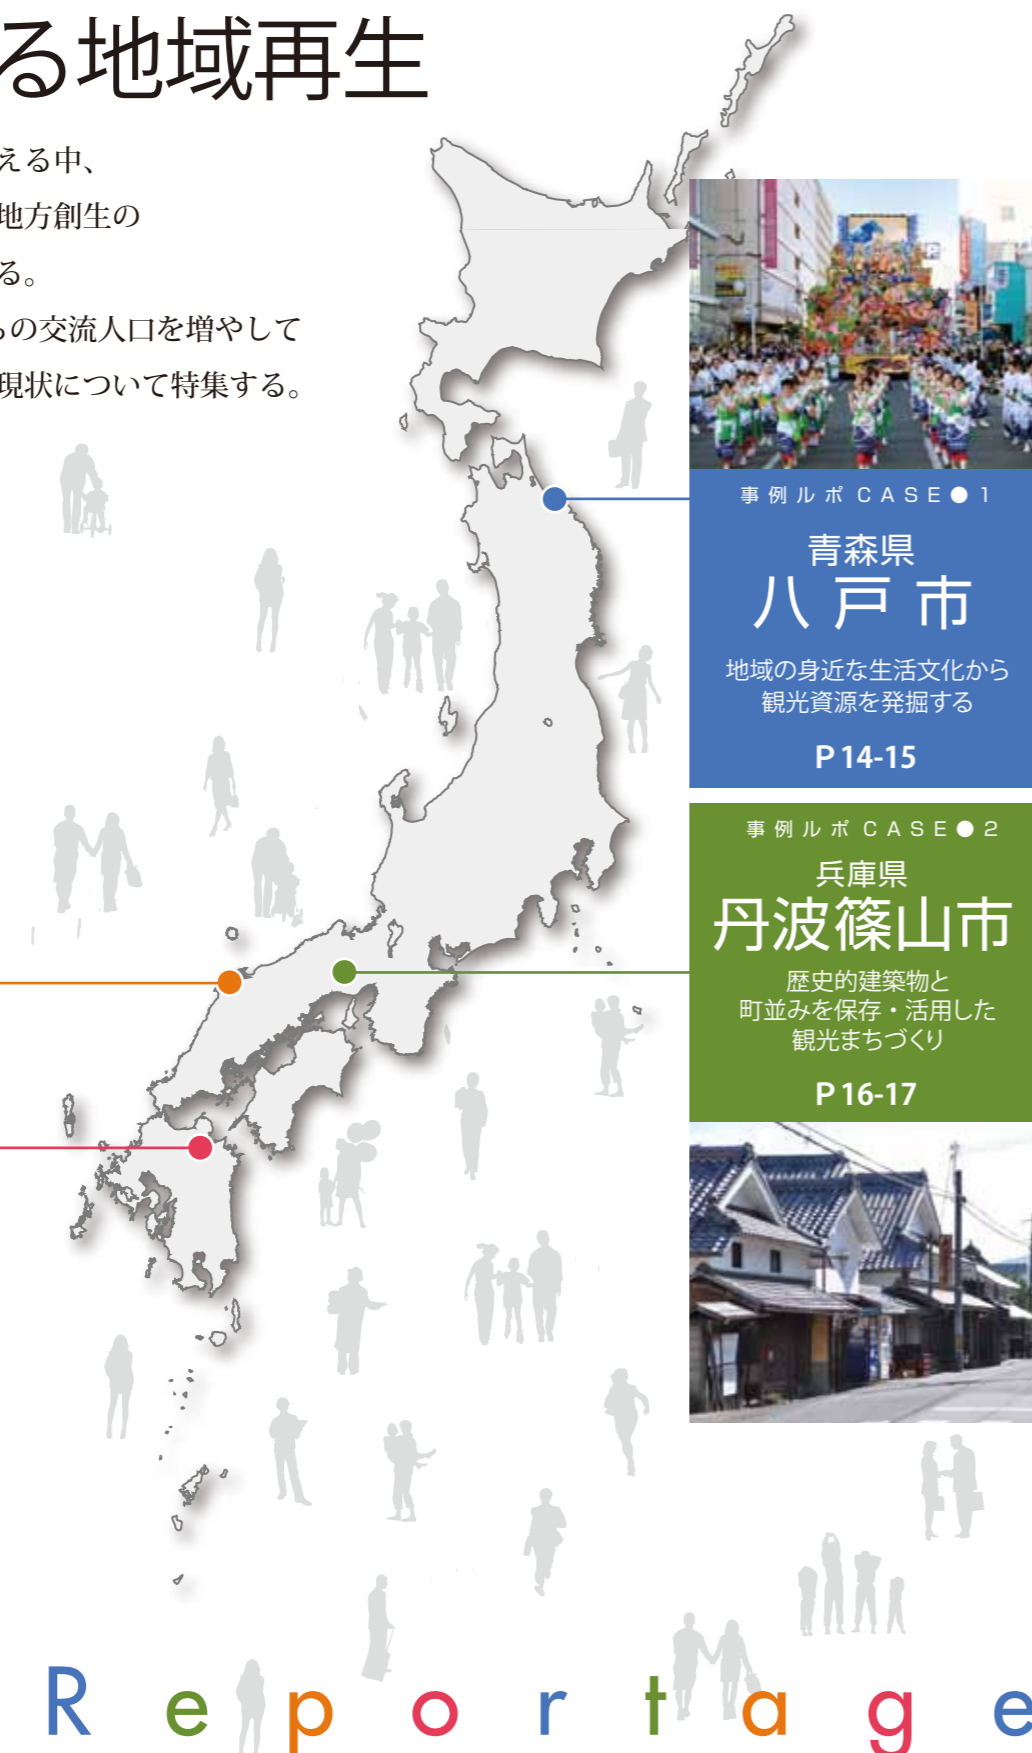 る地域再生
える中、
地方創生の
る。
らの交流人口を増やして
現状について特集する。
事例ルポ CASE●1
青森県
八戸市
地域の身近な生活文化から
観光資源を発掘する
P 14-15
事例ルポ CASE●2
兵庫県
丹波篠山市
歴史的建築物と
町並みを保存・活用した
観光まちづくり
P 16-17
Reportage